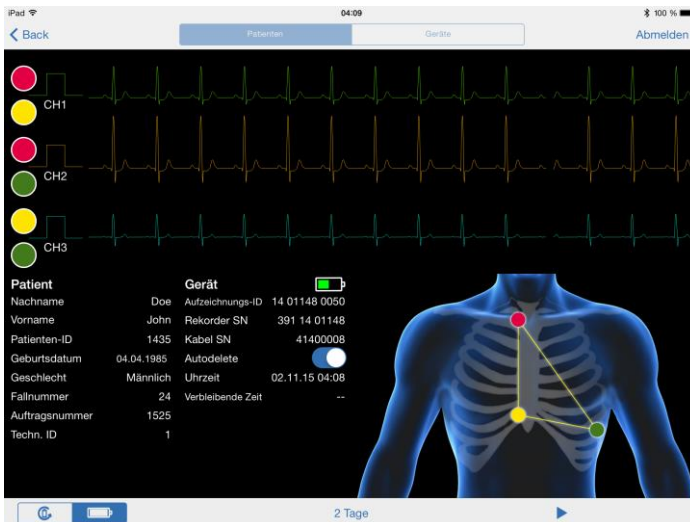 iPad 04:09 100 %
Back Patienten Geräte Abmelden
CH1
CH2
CH3
Patient Gerät
Nachname Doe Aufzeichnungs-ID 14 01148 0050
Vorname John Rekorder SN 391 14 01148
Patienten-ID 1435 Kabel SN 41400008
Geburtsdatum 04.04.1985 Autodelete
Geschlecht Männlich Uhrzeit 02.11.15 04:08
Fallnummer 24 Verbleibende Zeit --
Auftragsnummer 1525
Techn. ID 1
2 Tage